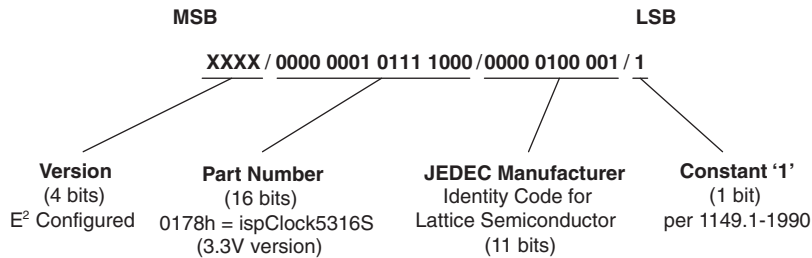 MSB LSB
XXXX / 0000 0001 0111 1000 / 0000 0100 001 / 1
Version
(4 bits)
E² Configured
Part Number
(16 bits)
0178h = ispClock5316S
(3.3V version)
JEDEC Manufacturer
Identity Code for
Lattice Semiconductor
(11 bits)
Constant ‘1’
(1 bit)
per 1149.1-1990